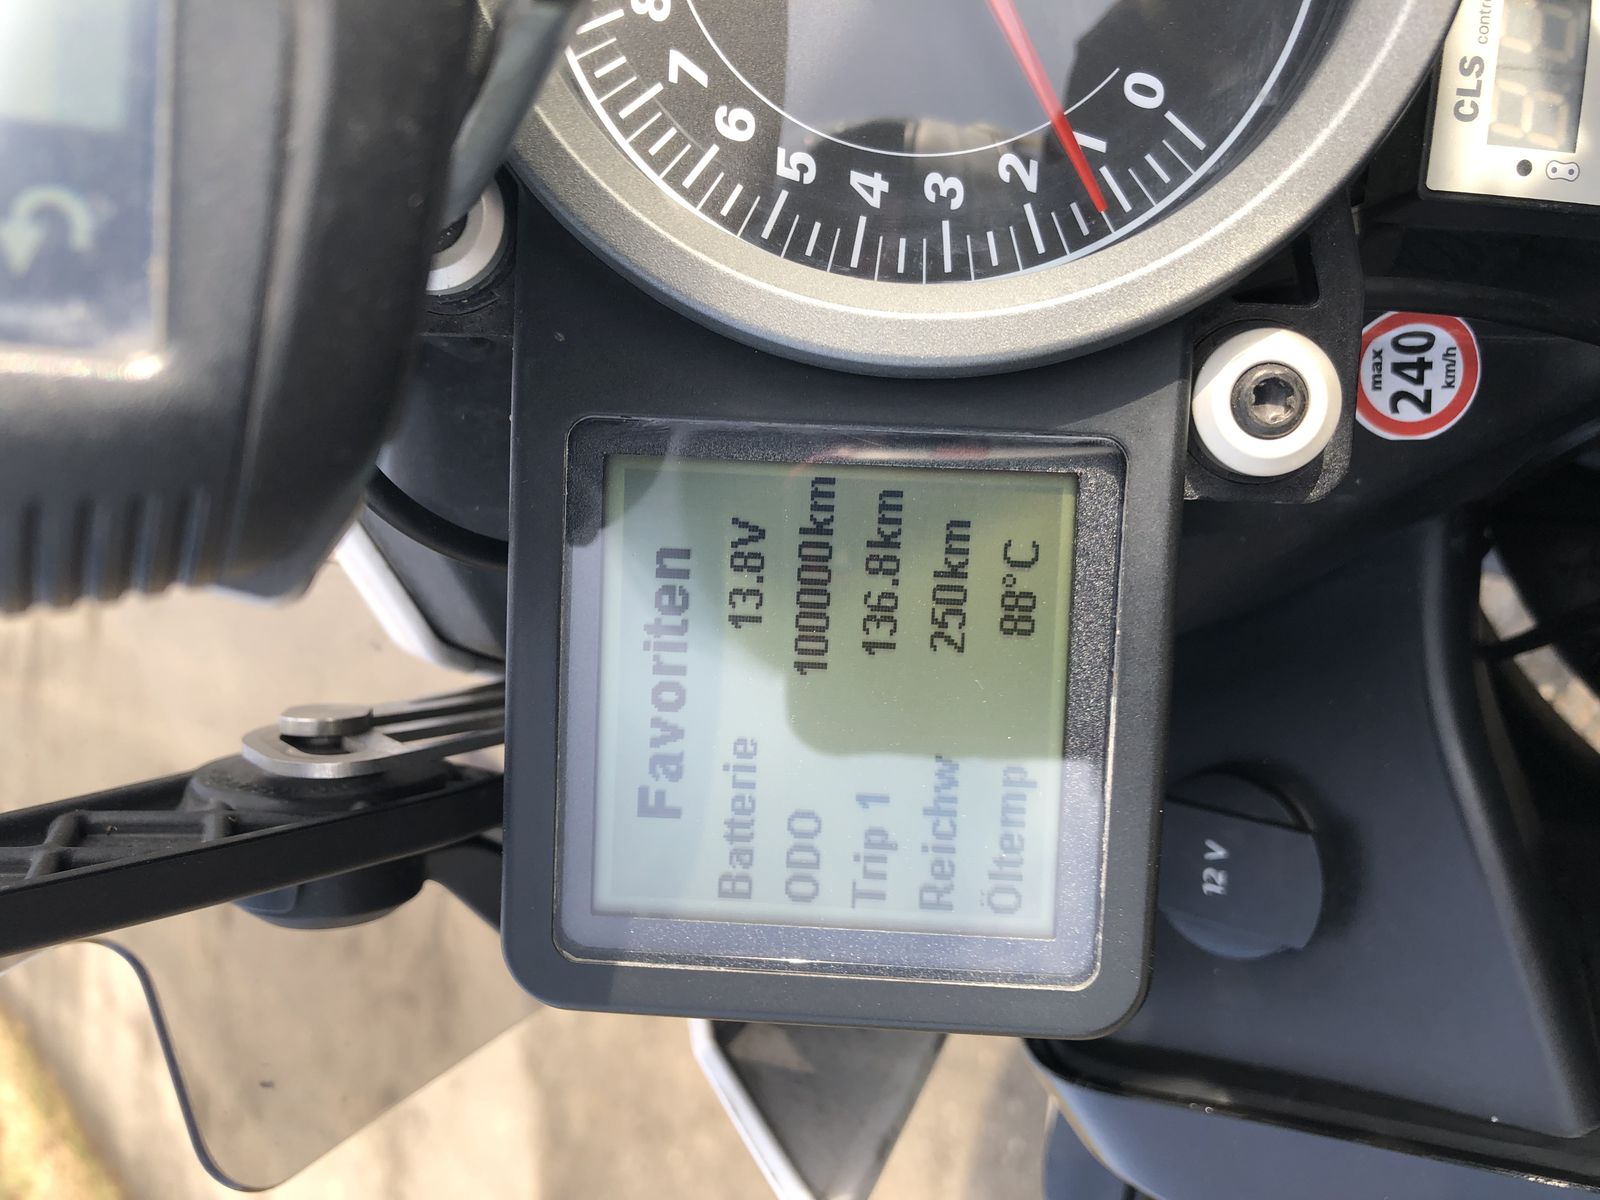 8
7
6
5
4
3
2
1
0
CLS
max
240
km/h
Favoriten
Batterie 13.8V
ODO 100000km
Trip 1 136.8km
Reichw 250km
Öltemp 88°C
12 V